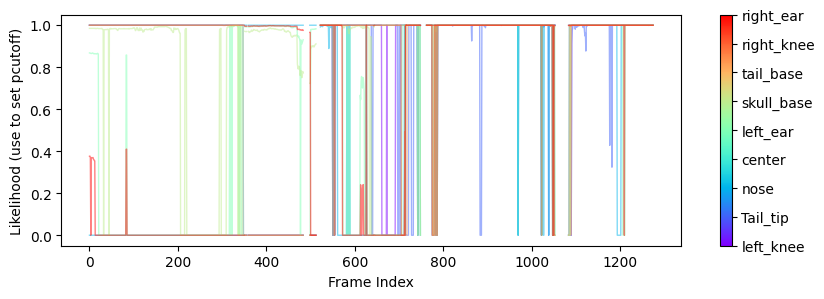 1.0
0.8
0.6
0.4
0.2
0.0
Likelihood (use to set pcutoff)
0
200
400
600
800
1000
1200
Frame Index
right_ear
right_knee
tail_base
skull_base
left_ear
center
nose
Tail_tip
left_knee